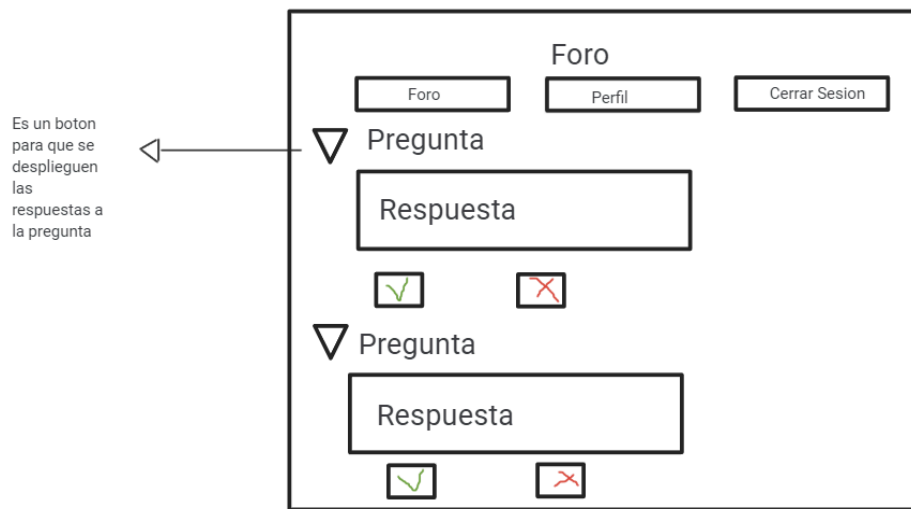 Foro
Foro
Perfil
Cerrar Sesion
Es un boton
para que se
desplieguen
las
respuestas a
la pregunta
Pregunta
Respuesta
Pregunta
Respuesta